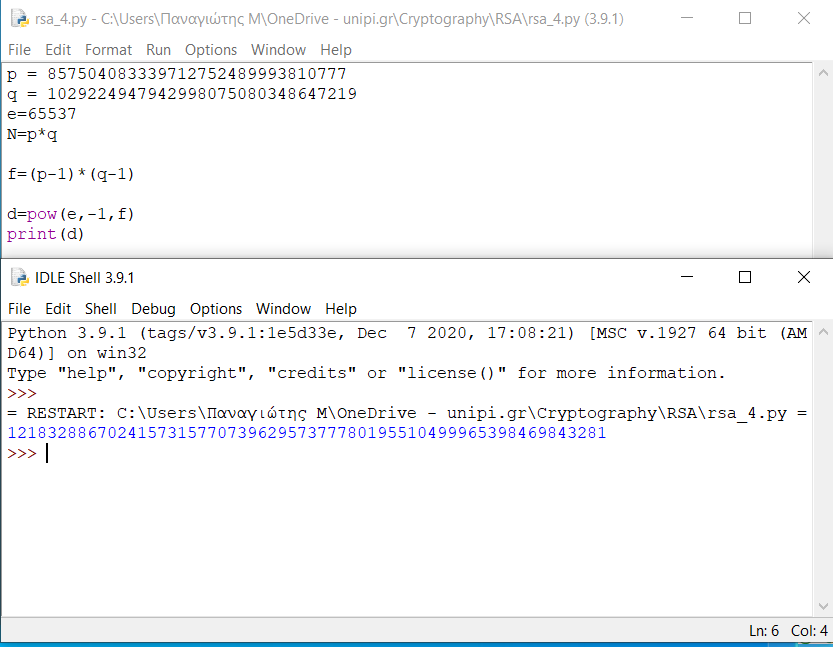 rsa_4.py - C:\Users\Παναγιώτης Μ\OneDrive - unipi.gr\Cryptography\RSA\rsa_4.py (3.9.1)
File Edit Format Run Options Window Help
p = 857504083339712752489993810777
q = 1029224947942998075080348647219
e=65537
N=p*q
f=(p-1)*(q-1)
d=pow(e,-1,f)
print(d)
IDLE Shell 3.9.1
File Edit Shell Debug Options Window Help
Python 3.9.1 (tags/v3.9.1:1e5d33e, Dec  7 2020, 17:08:21) [MSC v.1927 64 bit (AM
D64)] on win32
Type "help", "copyright", "credits" or "license()" for more information.
>>>
= RESTART: C:\Users\Παναγιώτης Μ\OneDrive - unipi.gr\Cryptography\RSA\rsa_4.py =
121832886702415731577073962957377780195510499965398469843281
>>>
Ln: 6 Col: 4